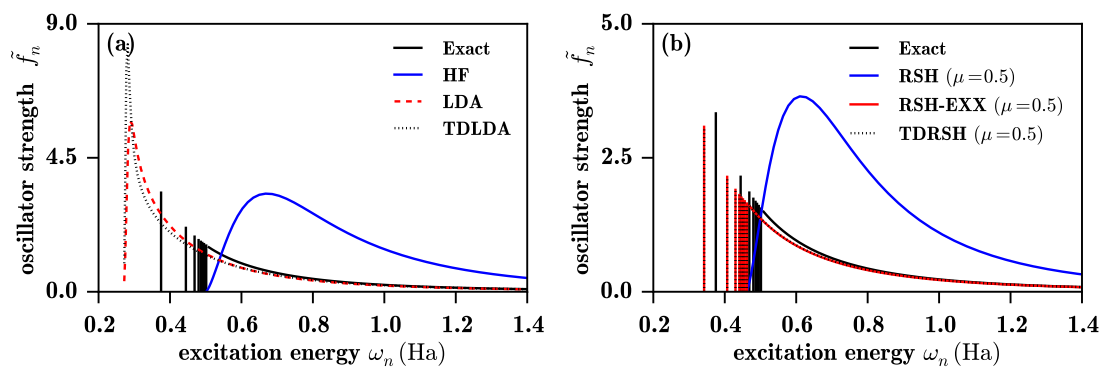 (a)
oscillator strength f̃ₙ
9.0
4.5
0.0
0.2 0.4 0.6 0.8 1.0 1.2 1.4
excitation energy ωₙ (Ha)
Exact
HF
LDA
TDLDA
(b)
oscillator strength f̃ₙ
5.0
2.5
0.0
0.2 0.4 0.6 0.8 1.0 1.2 1.4
excitation energy ωₙ (Ha)
Exact
RSH (μ=0.5)
RSH-EXX (μ=0.5)
TDRSH (μ=0.5)